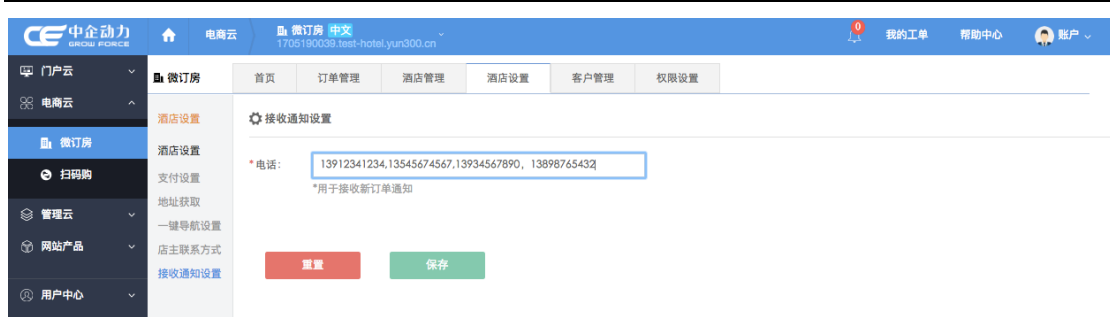 中企动力
GROW FORCE
电商云
微订房 中文
1705190039.test-hotel.yun300.cn
0
我的工单
帮助中心
账户
门户云
电商云
微订房
扫码购
管理云
网站产品
用户中心
微订房
首页
订单管理
酒店管理
酒店设置
客户管理
权限设置
酒店设置
酒店设置
支付设置
地址获取
一键导航设置
店主联系方式
接收通知设置
接收通知设置
*电话:
13912341234,13545674567,13934567890，13898765432
*用于接收新订单通知
重置
保存